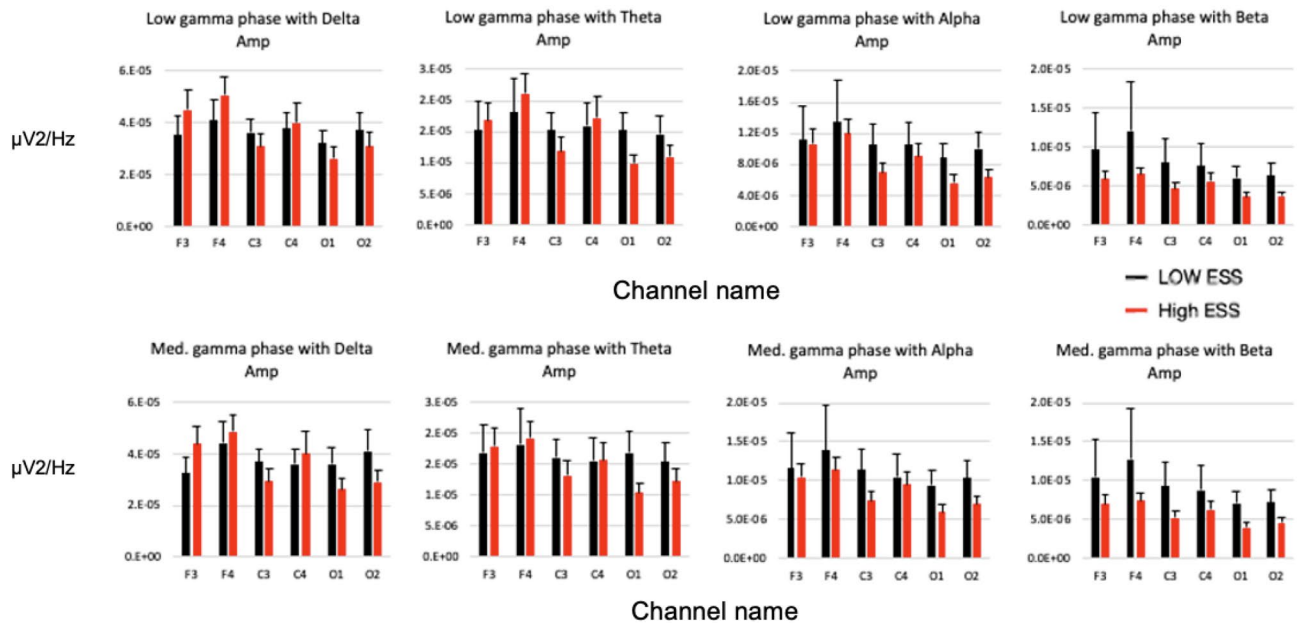 Low gamma phase with Delta
Amp
Low gamma phase with Theta
Amp
Low gamma phase with Alpha
Amp
Low gamma phase with Beta
Amp
μV2/Hz
6.E-05
4.E-05
2.E-05
0.E+00
F3 F4 C3 C4 O1 O2
3.E-05
2.E-05
2.E-05
1.E-05
5.E-06
0.E+00
F3 F4 C3 C4 O1 O2
2.0E-05
1.6E-05
1.2E-05
8.0E-06
4.0E-06
0.0E+00
F3 F4 C3 C4 O1 O2
2.0E-05
1.5E-05
1.0E-05
5.0E-06
0.0E+00
F3 F4 C3 C4 O1 O2
Channel name
LOW ESS
High ESS
Med. gamma phase with Delta
Amp
Med. gamma phase with Theta
Amp
Med. gamma phase with Alpha
Amp
Med. gamma phase with Beta
Amp
μV2/Hz
6.E-05
4.E-05
2.E-05
0.E+00
F3 F4 C3 C4 O1 O2
3.E-05
2.E-05
2.E-05
1.E-05
5.E-06
0.E+00
F3 F4 C3 C4 O1 O2
2.0E-05
1.5E-05
1.0E-05
5.0E-06
0.0E+00
F3 F4 C3 C4 O1 O2
2.0E-05
1.5E-05
1.0E-05
5.0E-06
0.0E+00
F3 F4 C3 C4 O1 O2
Channel name